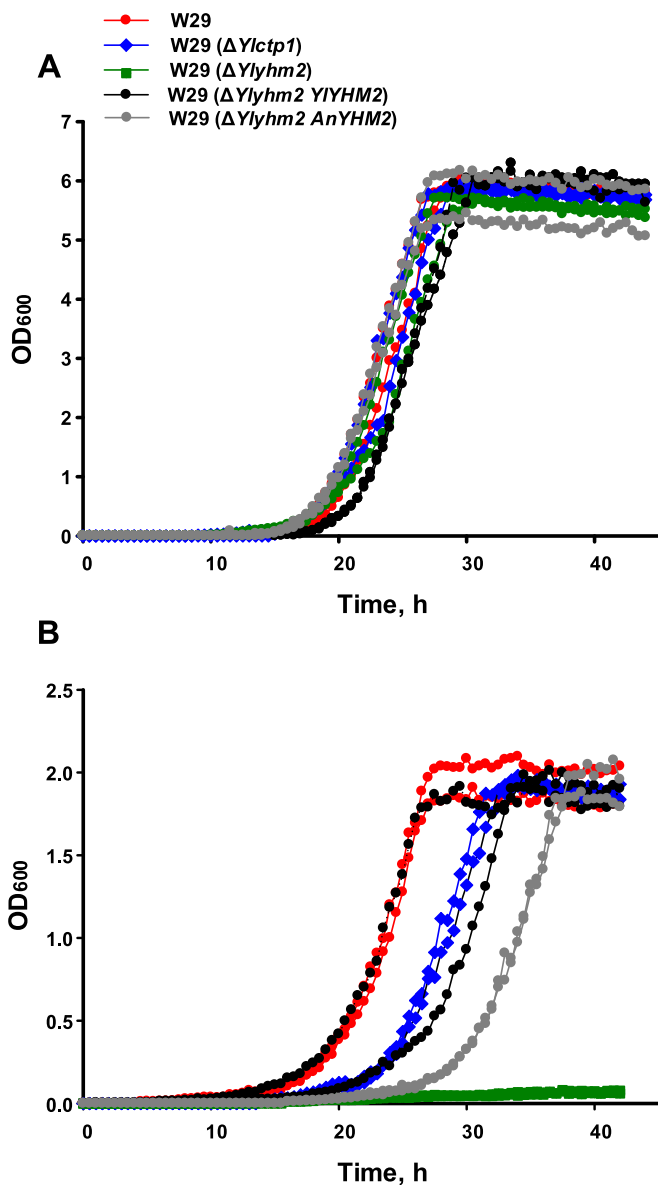 W29
W29 (ΔYlctp1)
W29 (ΔYlyhm2)
W29 (ΔYlyhm2 YlYHM2)
W29 (ΔYlyhm2 AnYHM2)
A
7
6
5
4
3
2
1
0
OD600
0 10 20 30 40
Time, h
B
2.5
2.0
1.5
1.0
0.5
0.0
OD600
0 10 20 30 40
Time, h